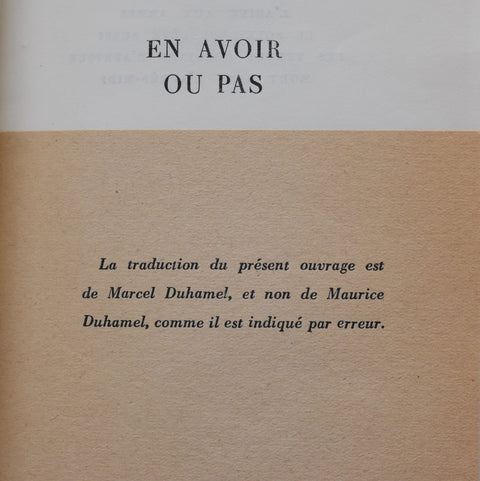 EN AVOIR
OU PAS
La traduction du présent ouvrage est
de Marcel Duhamel, et non de Maurice
Duhamel, comme il est indiqué par erreur.